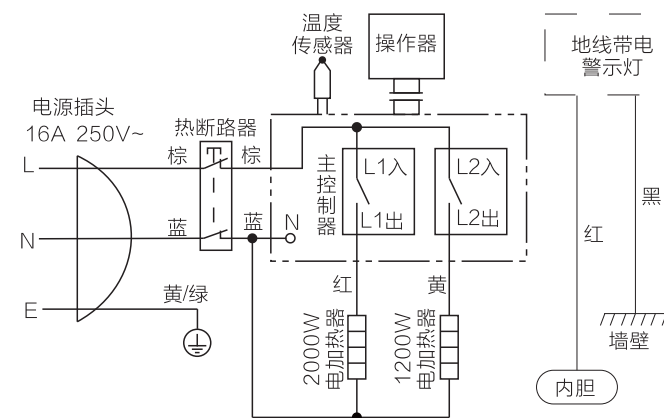 温度
传感器
操作器
地线带电
警示灯
电源插头
16A 250V~
热断路器
L
棕
棕
主控制器
L1入
L1出
L2入
L2出
N
蓝
蓝
N
黑
红
E
黄/绿
红
黄
2000W
电加热器
1200W
电加热器
墙壁
内胆